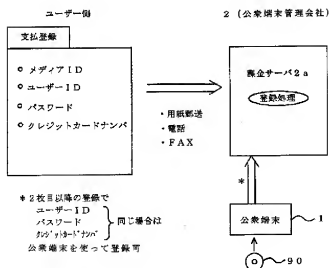 ユーザー側
2 (公衆端末管理会社)
支払登録
○ メディアID
○ ユーザーID
○ パスワード
○ クレジットカードナンバ
・用紙郵送
・電話
・FAX
課金サーバ2a
登録処理
*
公衆端末
1
90
*2枚目以降の登録で
ユーザーID
パスワード
クレジットカードナンバ
同じ場合は
公衆端末を使って登録可